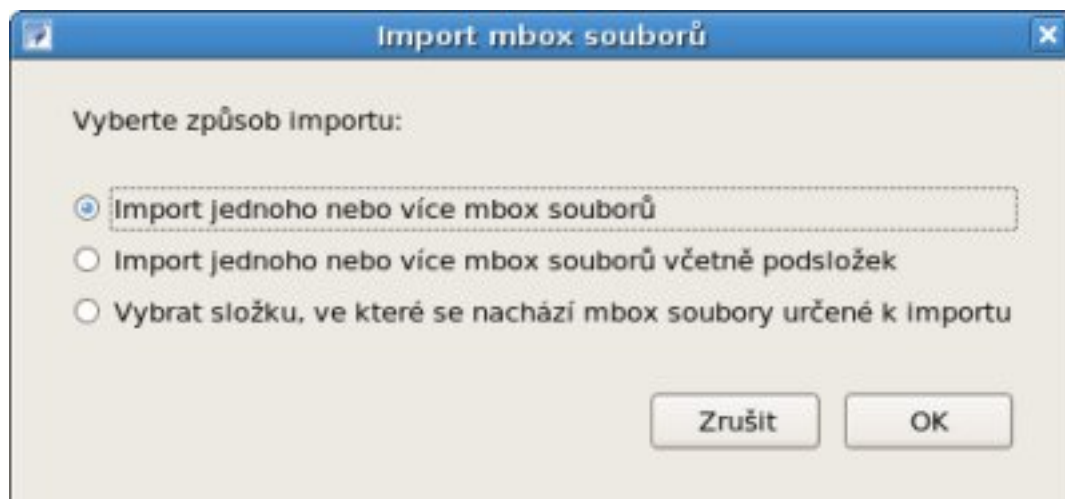 Import mbox souborů
Vyberte způsob importu:
Import jednoho nebo více mbox souborů
Import jednoho nebo více mbox souborů včetně podsložek
Vybrat složku, ve které se nachází mbox soubory určené k importu
Zrušit
OK